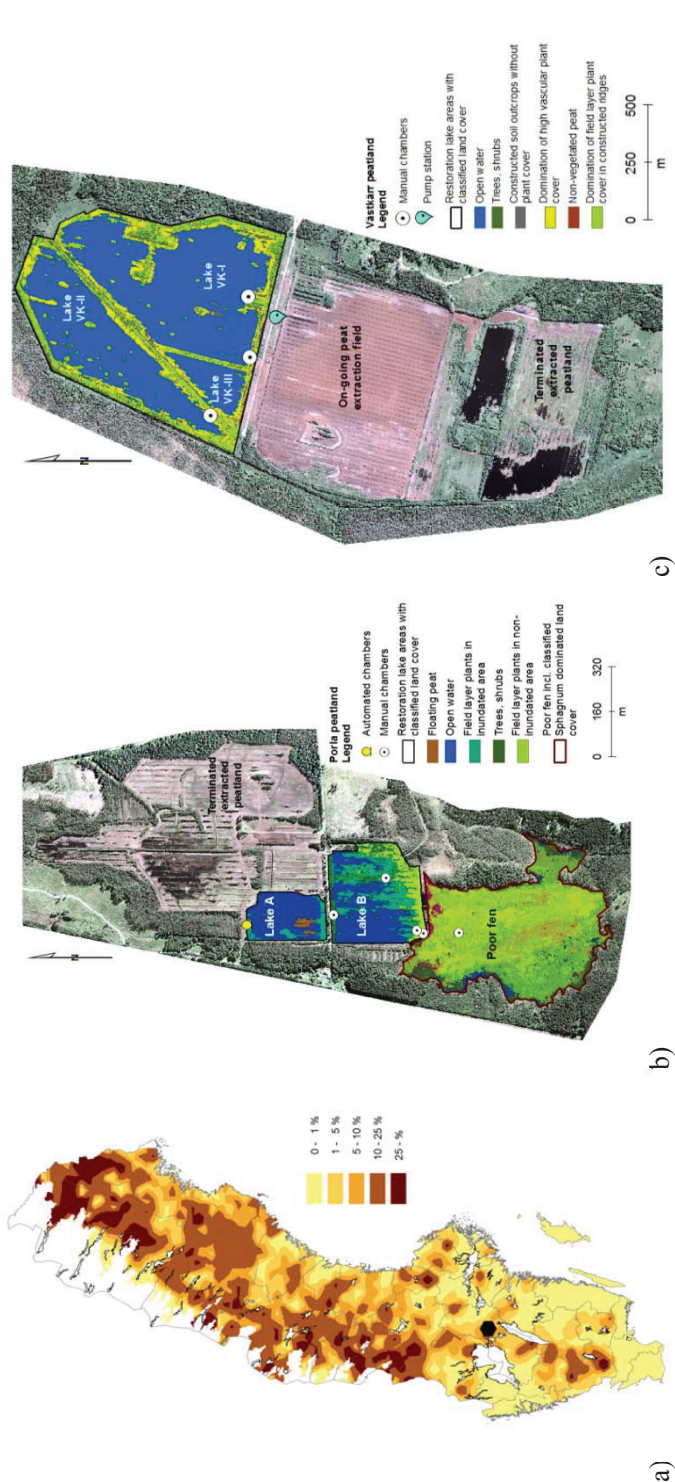 a)
0 - 1 %
1 - 5 %
5 - 10 %
10 - 25 %
25 - %
b)
N
Terminated
extracted
peatland
Lake A
Lake B
Poor fen
Porla peatland
Legend
Automated chambers
Manual chambers
Restoration lake areas with
classified land cover
Floating peat
Open water
Field layer plants in
inundated area
Trees, shrubs
Field layer plants in non-
inundated area
Poor fen incl. classified
Sphagnum dominated land
cover
0 160 320
m
c)
N
Lake
VK-II
Lake
VK-I
Lake
VK-III
On-going peat
extraction field
Terminated
extracted
peatland
Västkärr peatland
Legend
Manual chambers
Pump station
Restoration lake areas with
classified land cover
Open water
Trees, shrubs
Constructed soil outcrops without
plant cover
Domination of high vascular plant
cover
Non-vegetated peat
Domination of field layer plant
cover in constructed ridges
0 250 500
m